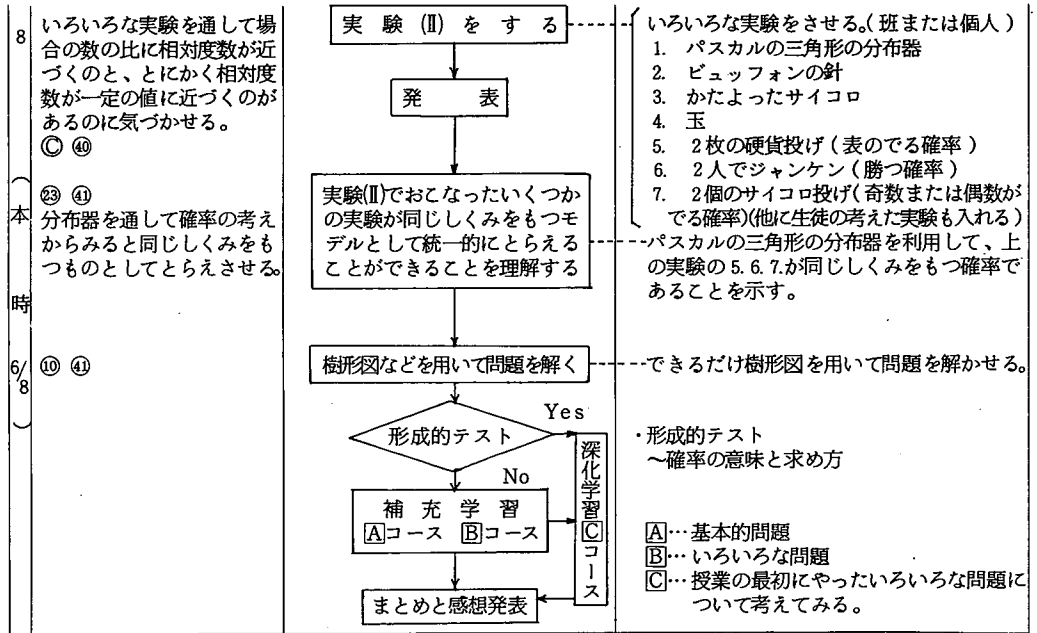 8
いろいろな実験を通して場
合の数の比に相対度数が近
づくのと、とにかく相対度
数が一定の値に近づくのが
あるのに気づかせる。
Ⓒ ㊵
(本時 6/8)
㉓ ㊶
分布器を通して確率の考え
からみると同じしくみをも
つものとしてとらえさせる。
⑩ ㊶
実験(Ⅱ)をする
発表
実験(Ⅱ)でおこなったいくつか
の実験が同じしくみをもつモ
デルとして統一的にとらえる
ことができることを理解する
樹形図などを用いて問題を解く
形成的テスト
Yes
No
補充学習
Aコース Bコース
深化学習Cコース
まとめと感想発表
いろいろな実験をさせる。(班または個人)
1. パスカルの三角形の分布器
2. ビュッフォンの針
3. かたよったサイコロ
4. 玉
5. 2枚の硬貨投げ(表のでる確率)
6. 2人でジャンケン(勝つ確率)
7. 2個のサイコロ投げ(奇数または偶数が
でる確率)(他に生徒の考えた実験も入れる)
パスカルの三角形の分布器を利用して、上
の実験の5.6.7.が同じしくみをもつ確率で
あることを示す。
できるだけ樹形図を用いて問題を解かせる。
・形成的テスト
〜確率の意味と求め方
A…基本的問題
B…いろいろな問題
C…授業の最初にやったいろいろな問題に
ついて考えてみる。